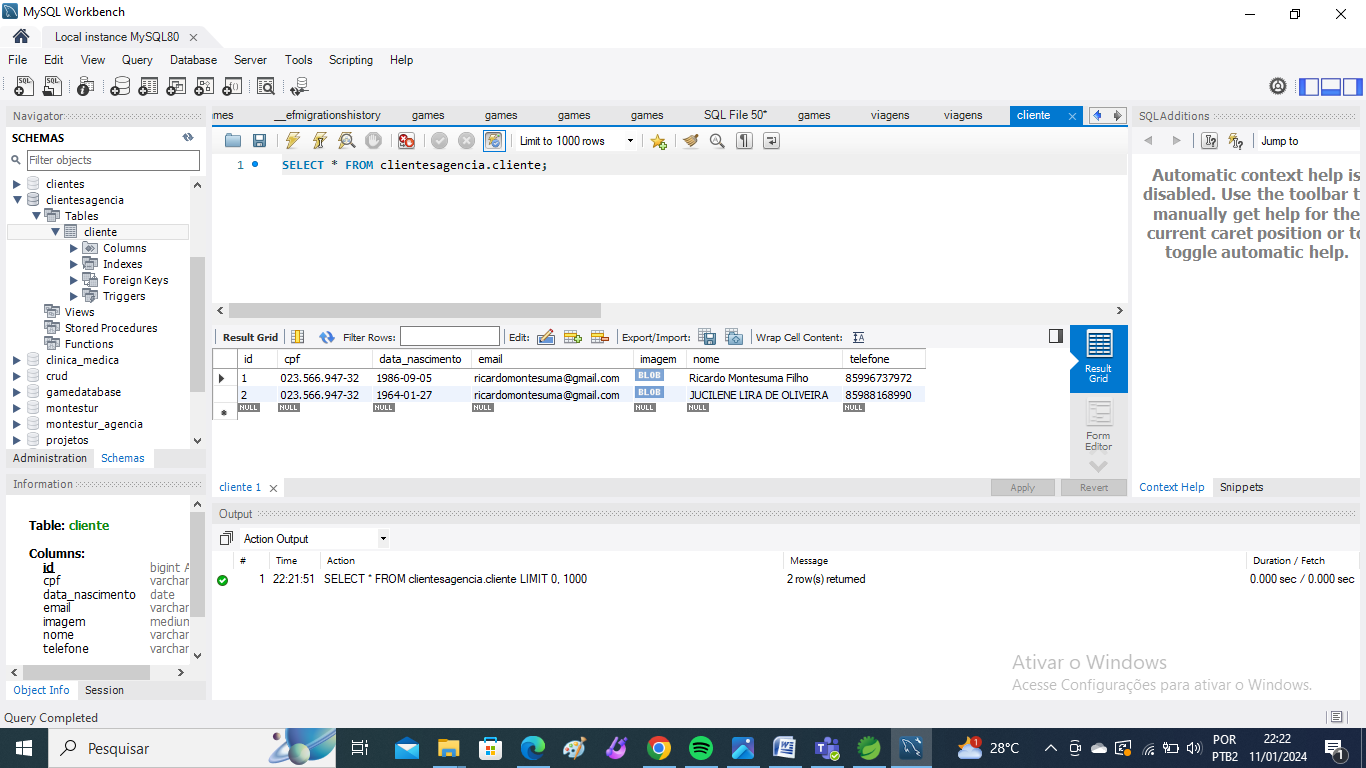 MySQL Workbench
Local instance MySQL80
File Edit View Query Database Server Tools Scripting Help
Navigator
SCHEMAS
Filter objects
clientes
clientesagencia
Tables
cliente
Columns
Indexes
Foreign Keys
Triggers
Views
Stored Procedures
Functions
clinica_medica
crud
gamedatabase
montestur
montestur_agencia
projetos
Administration Schemas
Information
Table: cliente
Columns:
id bigint A
cpf varchar
data_nascimento date
email varchar
imagem medium
nome varchar
telefone varchar
Object Info Session
Query Completed
mes __efmigrationshistory games games games games SQL File 50* games viagens viagens cliente
Limit to 1000 rows
1 SELECT * FROM clientesagencia.cliente;
Result Grid Filter Rows: Edit: Export/Import: Wrap Cell Content:
id cpf data_nascimento email imagem nome telefone
1 023.566.947-32 1986-09-05 ricardomontesuma@gmail.com BLOB Ricardo Montesuma Filho 85996737972
2 023.566.947-32 1964-01-27 ricardomontesuma@gmail.com BLOB JUCILENE LIRA DE OLIVEIRA 85988168990
NULL NULL NULL NULL NULL NULL NULL
Result
Grid
Form
Editor
cliente 1 Apply Revert
SQLAdditions
Jump to
Automatic context help is
disabled. Use the toolbar t
manually get help for the
current caret position or to
toggle automatic help.
Context Help Snippets
Output
Action Output
# Time Action Message Duration / Fetch
1 22:21:51 SELECT * FROM clientesagencia.cliente LIMIT 0, 1000 2 row(s) returned 0.000 sec / 0.000 sec
Ativar o Windows
Acesse Configurações para ativar o Windows.
Pesquisar
1
28°C
POR
PTB2
22:22
11/01/2024
1